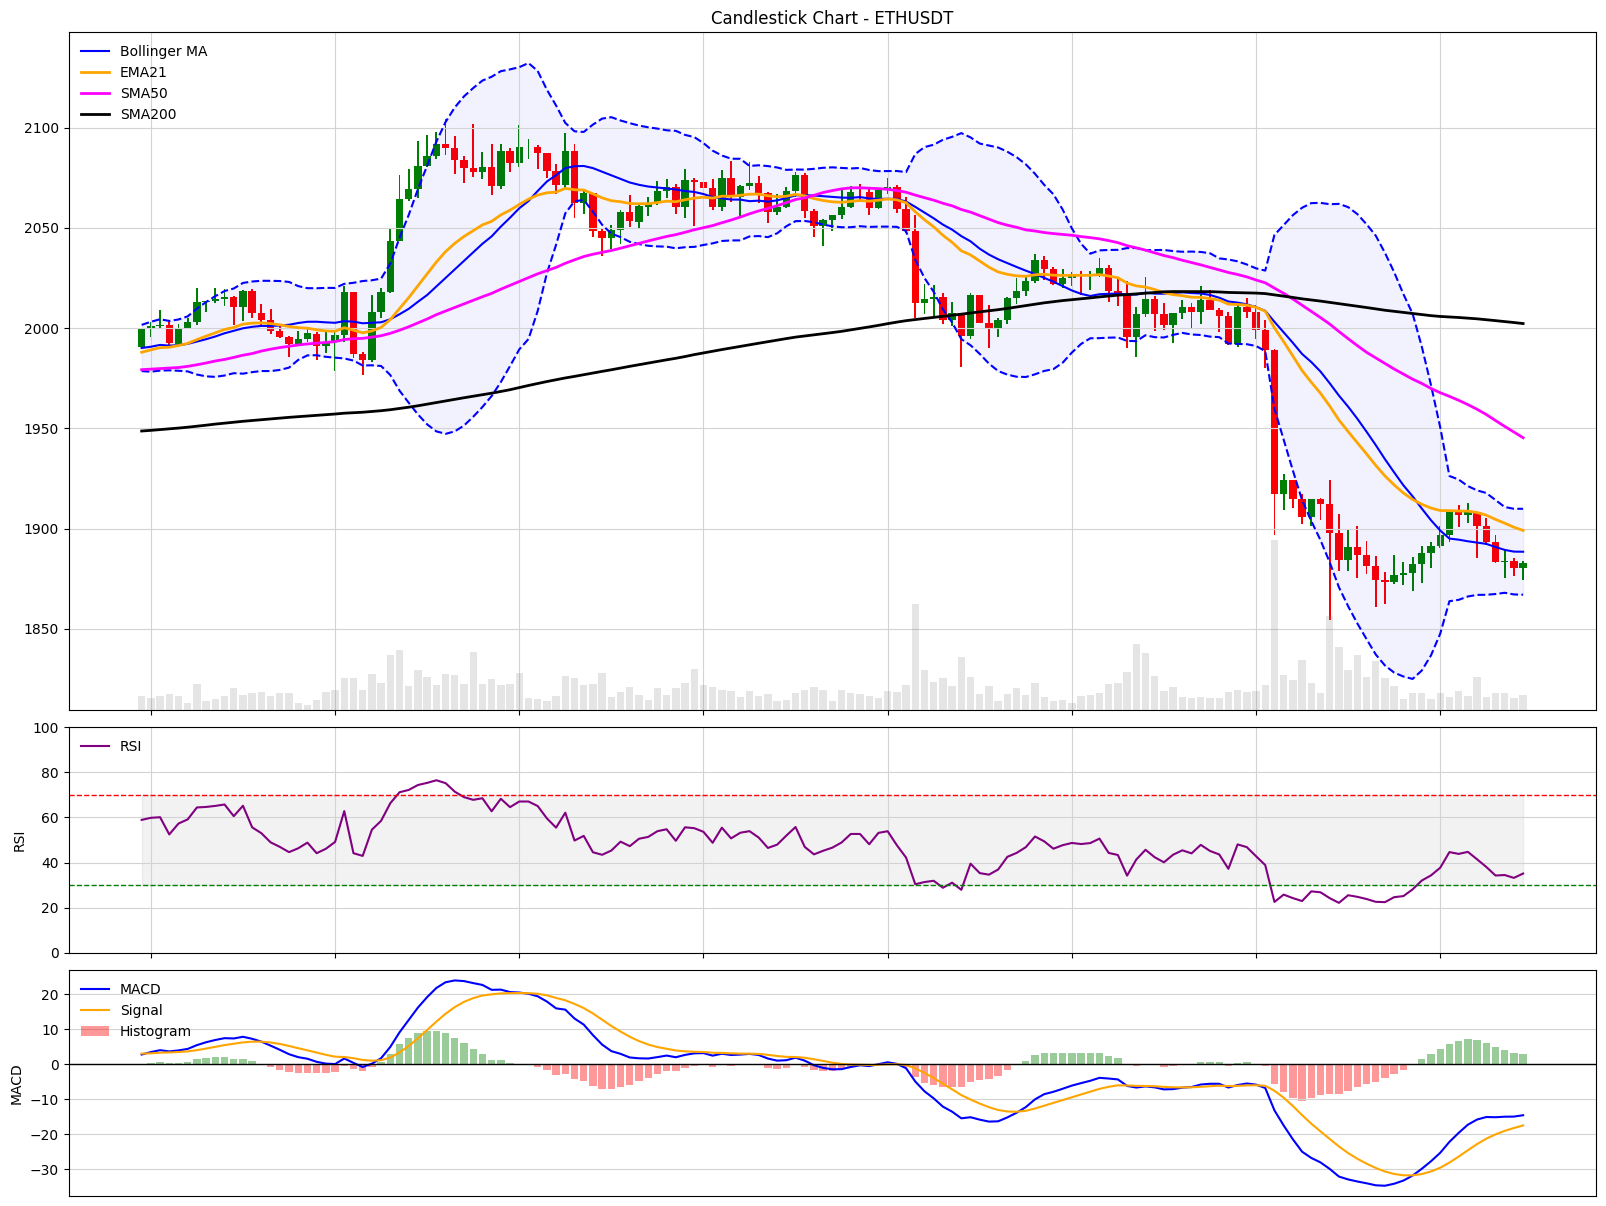 Candlestick Chart - ETHUSDT
Bollinger MA
EMA21
SMA50
SMA200
2100
2050
2000
1950
1900
1850
100
80
60
40
20
0
RSI
RSI
20
10
0
−10
−20
−30
MACD
MACD
Signal
Histogram